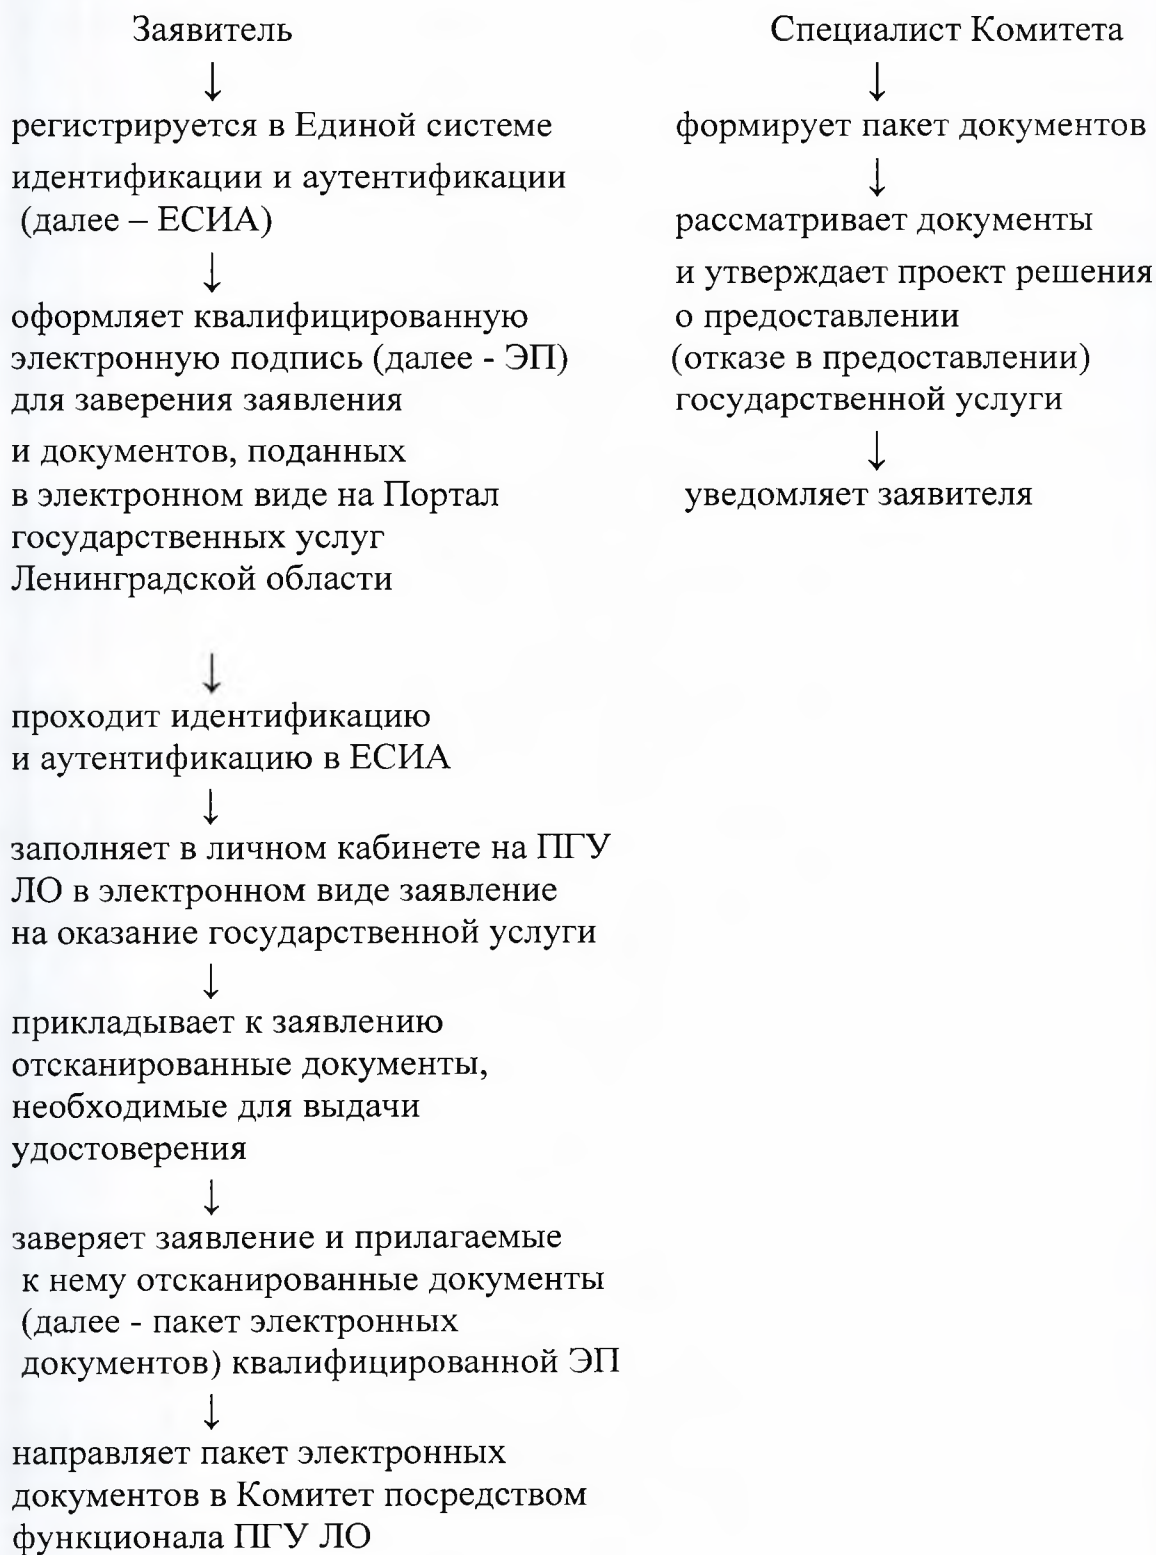 Заявитель
↓
регистрируется в Единой системе
идентификации и аутентификации
(далее – ЕСИА)
↓
оформляет квалифицированную
электронную подпись (далее - ЭП)
для заверения заявления
и документов, поданных
в электронном виде на Портал
государственных услуг
Ленинградской области
↓
проходит идентификацию
и аутентификацию в ЕСИА
↓
заполняет в личном кабинете на ПГУ
ЛО в электронном виде заявление
на оказание государственной услуги
↓
прикладывает к заявлению
отсканированные документы,
необходимые для выдачи
удостоверения
↓
заверяет заявление и прилагаемые
к нему отсканированные документы
(далее - пакет электронных
документов) квалифицированной ЭП
↓
направляет пакет электронных
документов в Комитет посредством
функционала ПГУ ЛО
Специалист Комитета
↓
формирует пакет документов
↓
рассматривает документы
и утверждает проект решения
о предоставлении
(отказе в предоставлении)
государственной услуги
↓
уведомляет заявителя